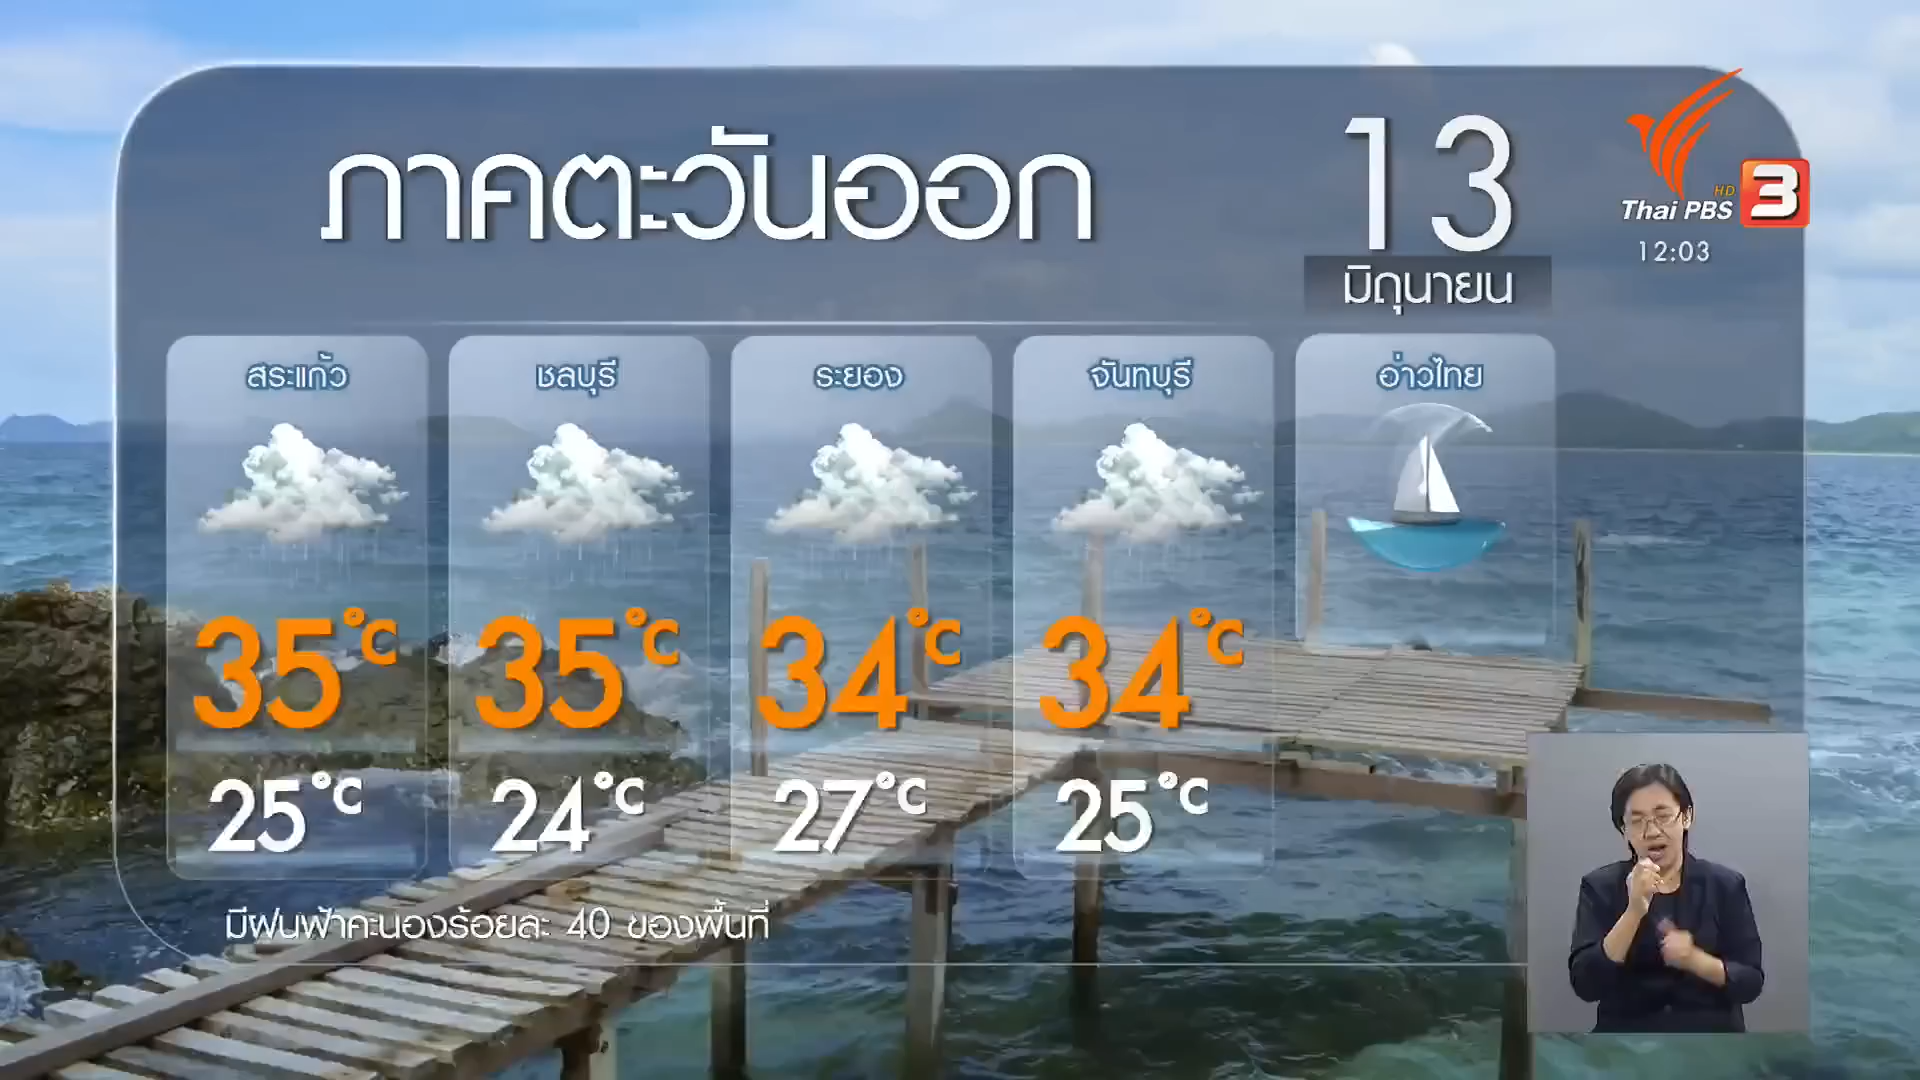 ภาคตะวันออก
13
มิถุนายน
HD
Thai PBS 3
12:03
สระแก้ว
35°C
25°C
ชลบุรี
35°C
24°C
ระยอง
34°C
27°C
จันทบุรี
34°C
25°C
อ่าวไทย
มีฝนฟ้าคะนองร้อยละ 40 ของพื้นที่